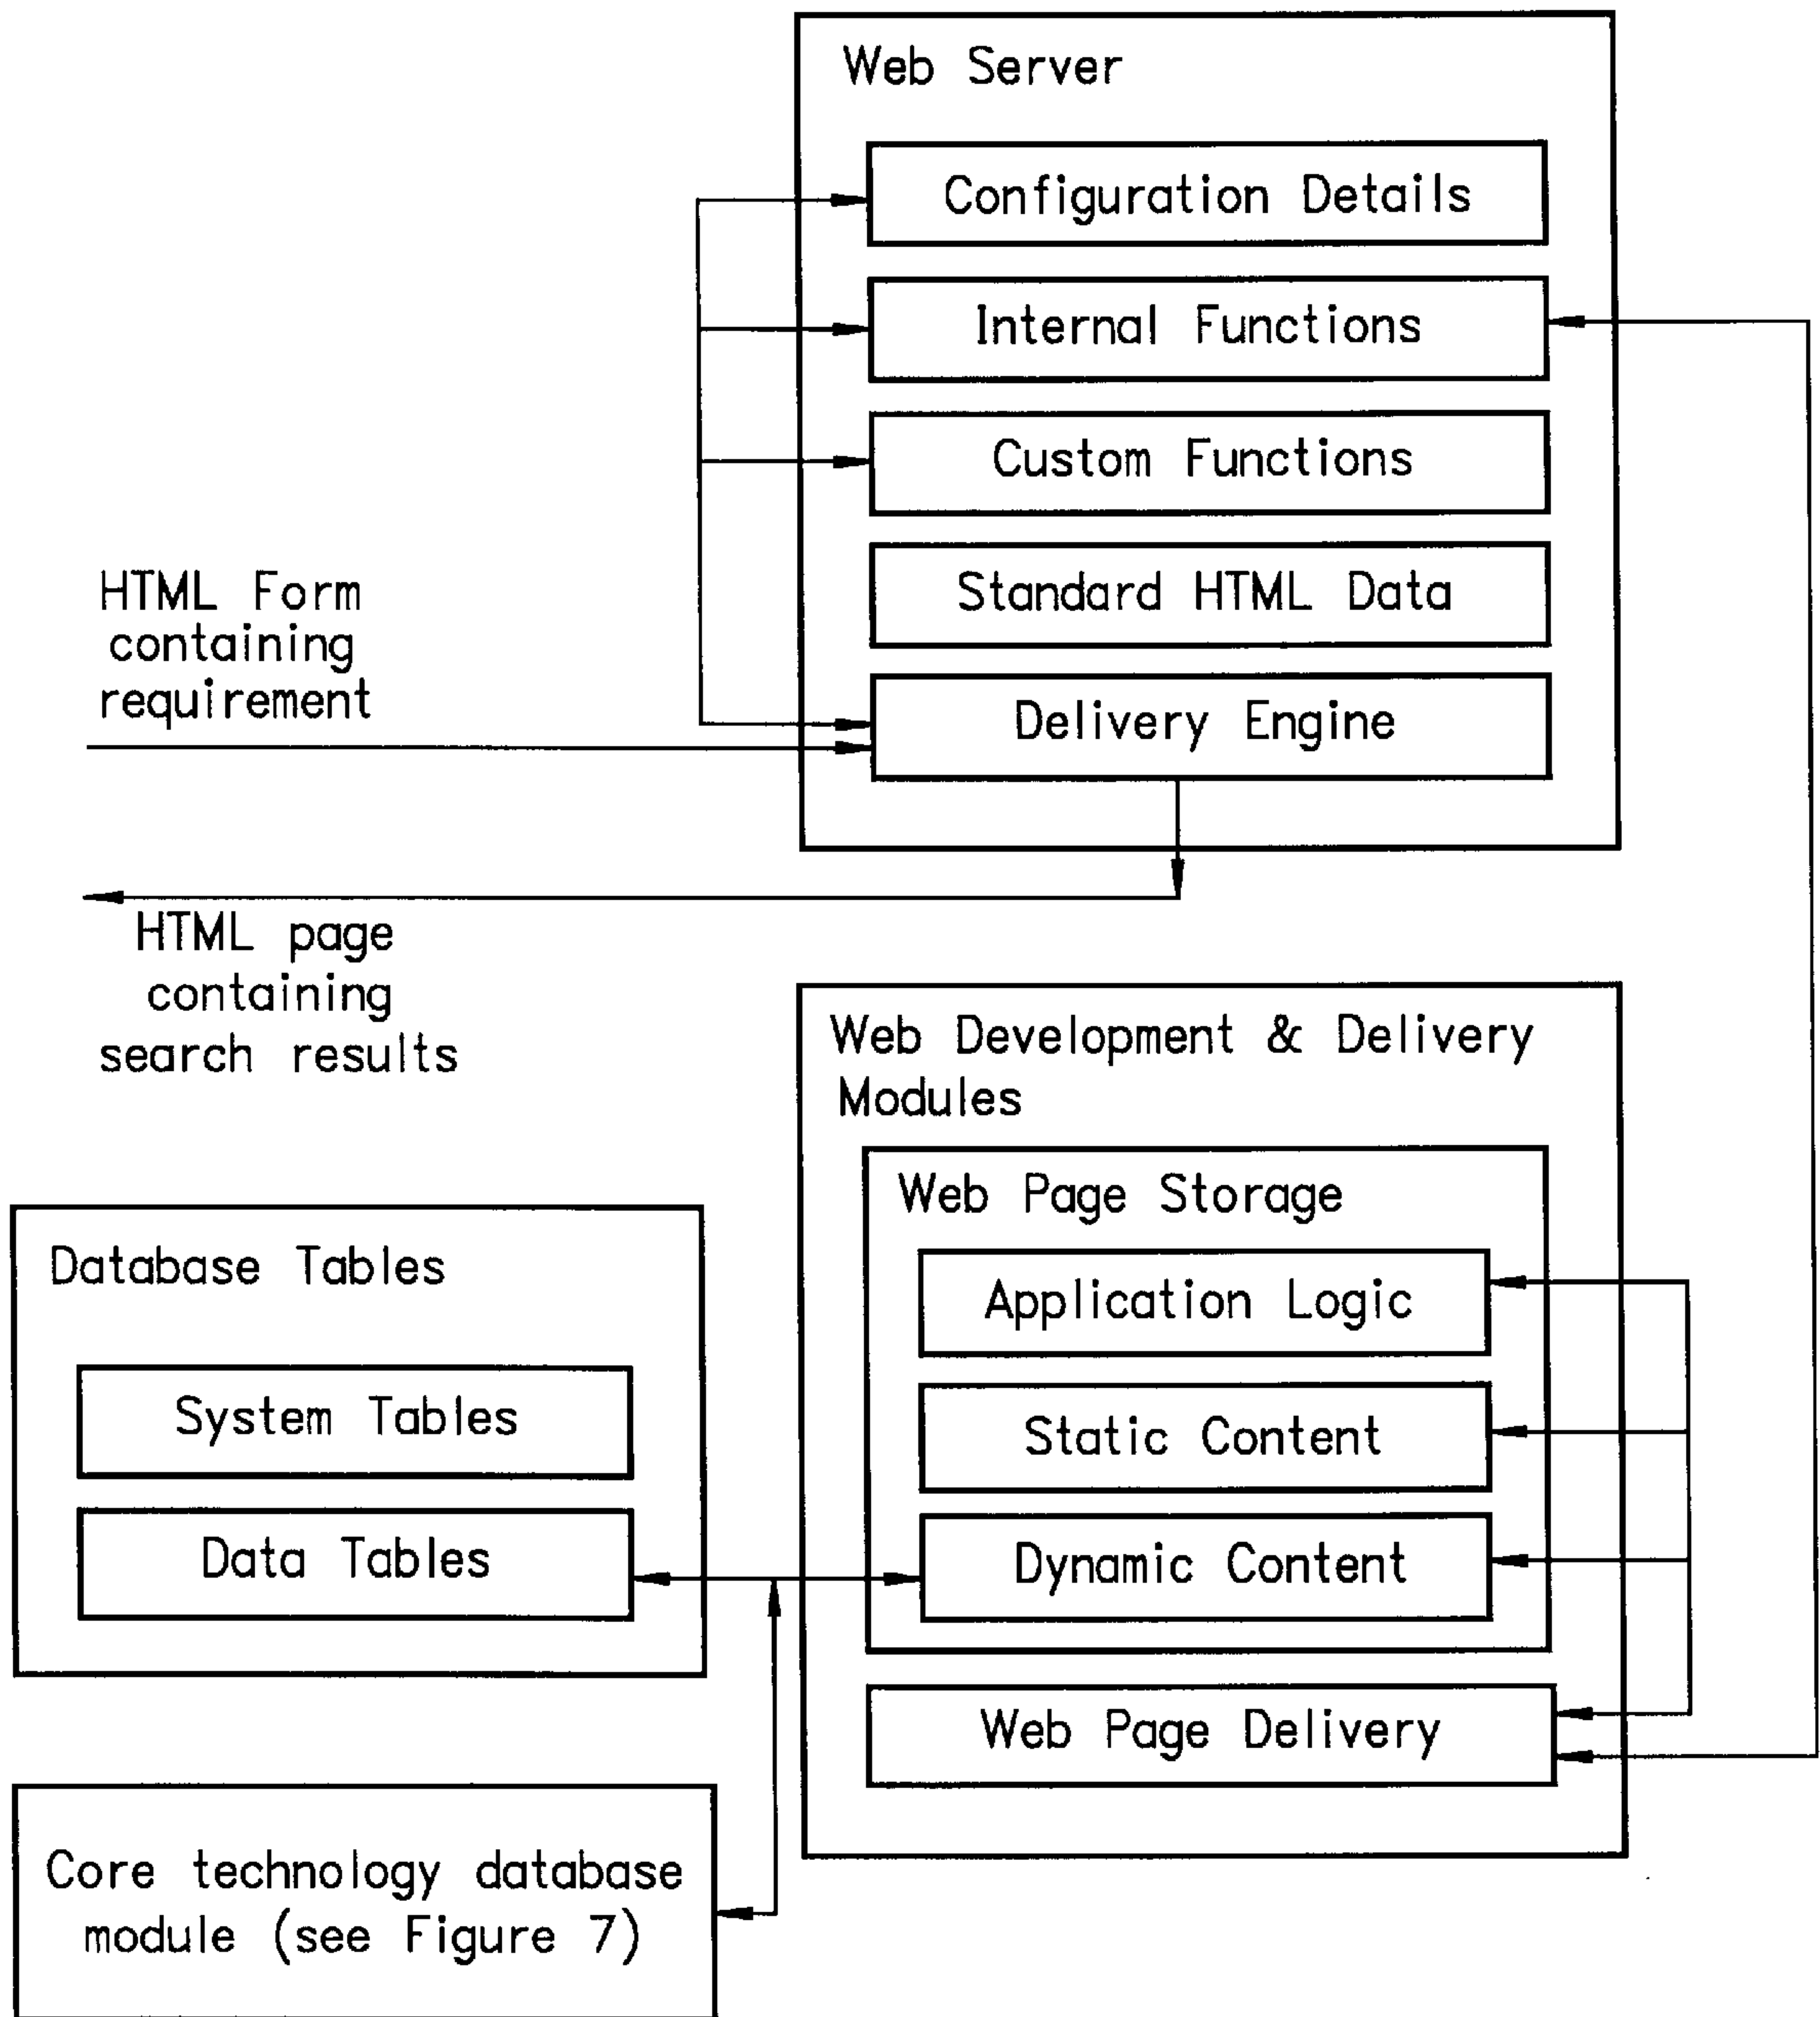 Web Server
Configuration Details
Internal Functions
Custom Functions
Standard HTML Data
Delivery Engine
HTML Form
containing
requirement
HTML page
containing
search results
Web Development & Delivery
Modules
Web Page Storage
Application Logic
Static Content
Dynamic Content
Web Page Delivery
Database Tables
System Tables
Data Tables
Core technology database
module (see Figure 7)